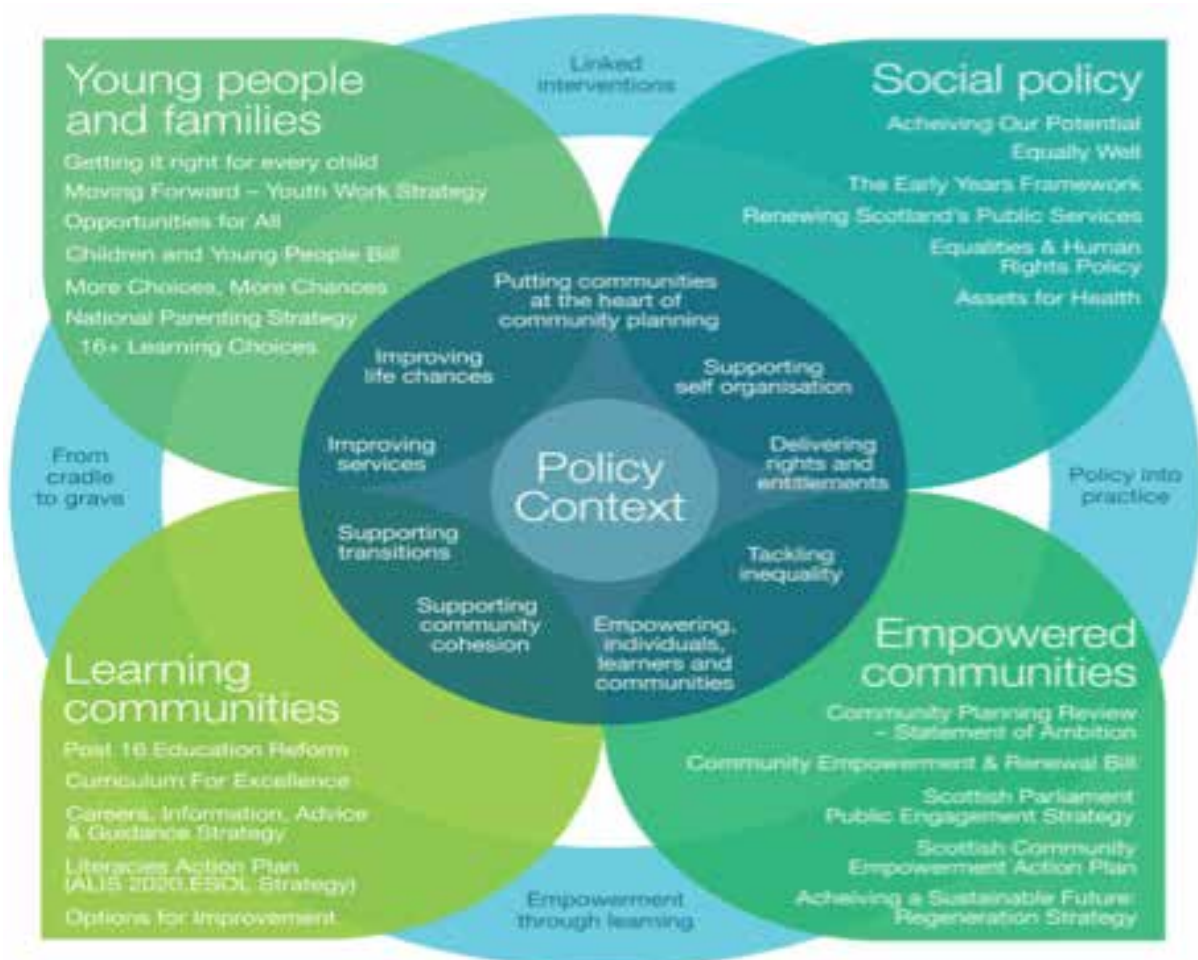 Young people
and families
Getting it right for every child
Moving Forward – Youth Work Strategy
Opportunities for All
Children and Young People Bill
More Choices, More Chances
National Parenting Strategy
16+ Learning Choices
Linked
interventions
Social policy
Acheiving Our Potential
Equally Well
The Early Years Framework
Renewing Scotland's Public Services
Equalities & Human
Rights Policy
Assets for Health
Putting communities
at the heart of
community planning
Improving
life chances
Supporting
self organisation
Improving
services
Delivering
rights and
entitlements
Policy
Context
Supporting
transitions
Tackling
inequality
Supporting
community
cohesion
Empowering,
individuals,
learners and
communities
From
cradle
to grave
Policy into
practice
Learning
communities
Post 16 Education Reform
Curriculum For Excellence
Careers, Information, Advice
& Guidance Strategy
Literacies Action Plan
(ALIS 2020.ESOL Strategy)
Options for Improvement
Empowerment
through learning
Empowered
communities
Community Planning Review
– Statement of Ambition
Community Empowerment & Renewal Bill
Scottish Parliament
Public Engagement Strategy
Scottish Community
Empowerment Action Plan
Acheiving a Sustainable Future:
Regeneration Strategy